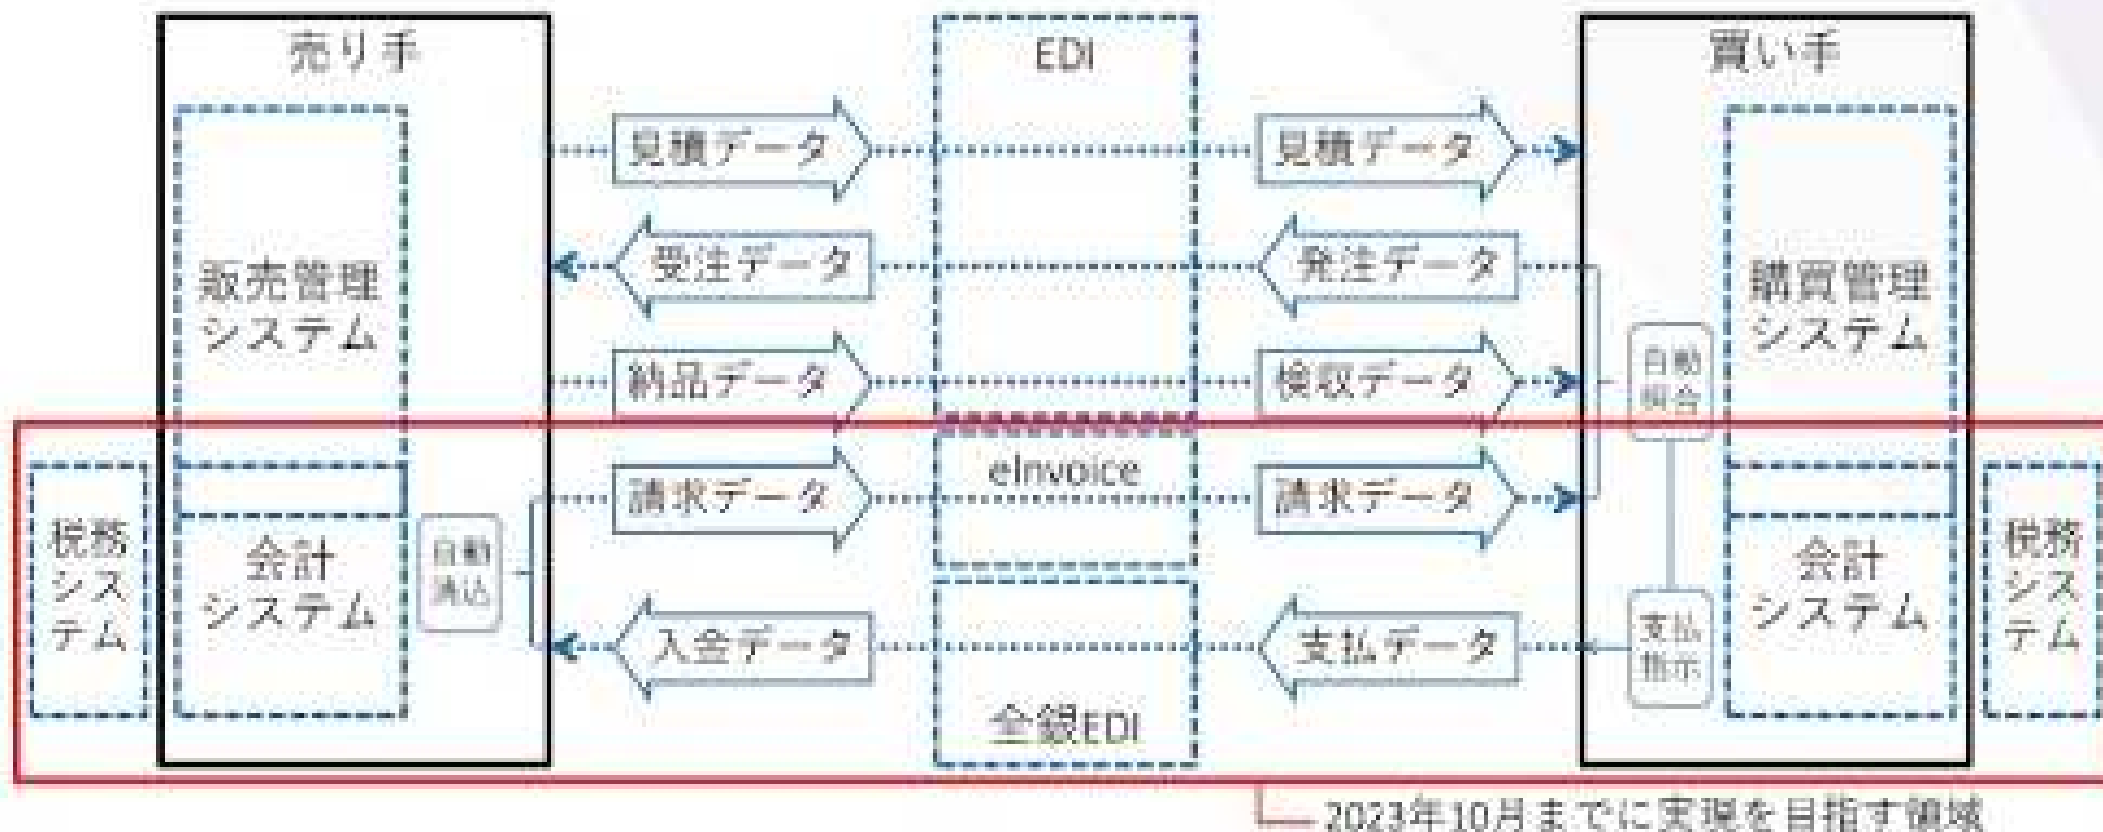 売り手
EDI
買い手
見積データ
見積データ
受注データ
発注データ
販売管理
システム
購買管理
システム
納品データ
検収データ
自動
照合
eInvoice
請求データ
請求データ
税務
シス
テム
会計
システム
自動
消込
会計
システム
税務
シス
テム
入金データ
支払データ
支払
指示
全銀EDI
2023年10月までに実現を目指す領域